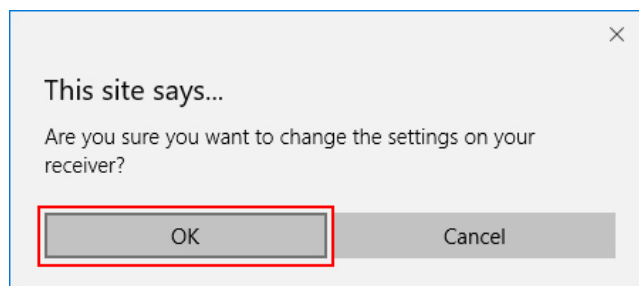 This site says...
Are you sure you want to change the settings on your
receiver?
OK
Cancel